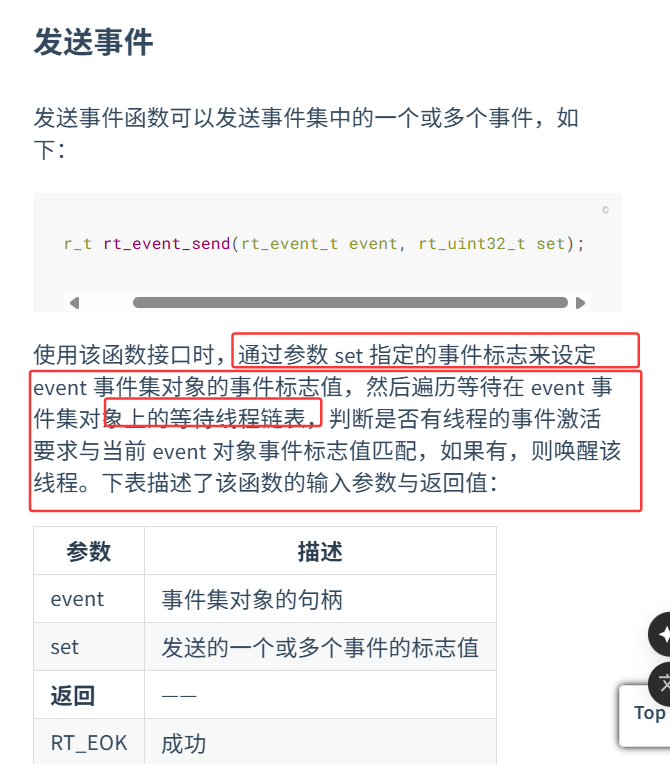 发送事件
发送事件函数可以发送事件集中的一个或多个事件，如
下：
c
r_t rt_event_send(rt_event_t event, rt_uint32_t set);
使用该函数接口时，通过参数 set 指定的事件标志来设定
event 事件集对象的事件标志值，然后遍历等待在 event 事
件集对象上的等待线程链表，判断是否有线程的事件激活
要求与当前 event 对象事件标志值匹配，如果有，则唤醒该
线程。下表描述了该函数的输入参数与返回值：
参数 描述
event 事件集对象的句柄
set 发送的一个或多个事件的标志值
返回 ——
RT_EOK 成功
文
Top